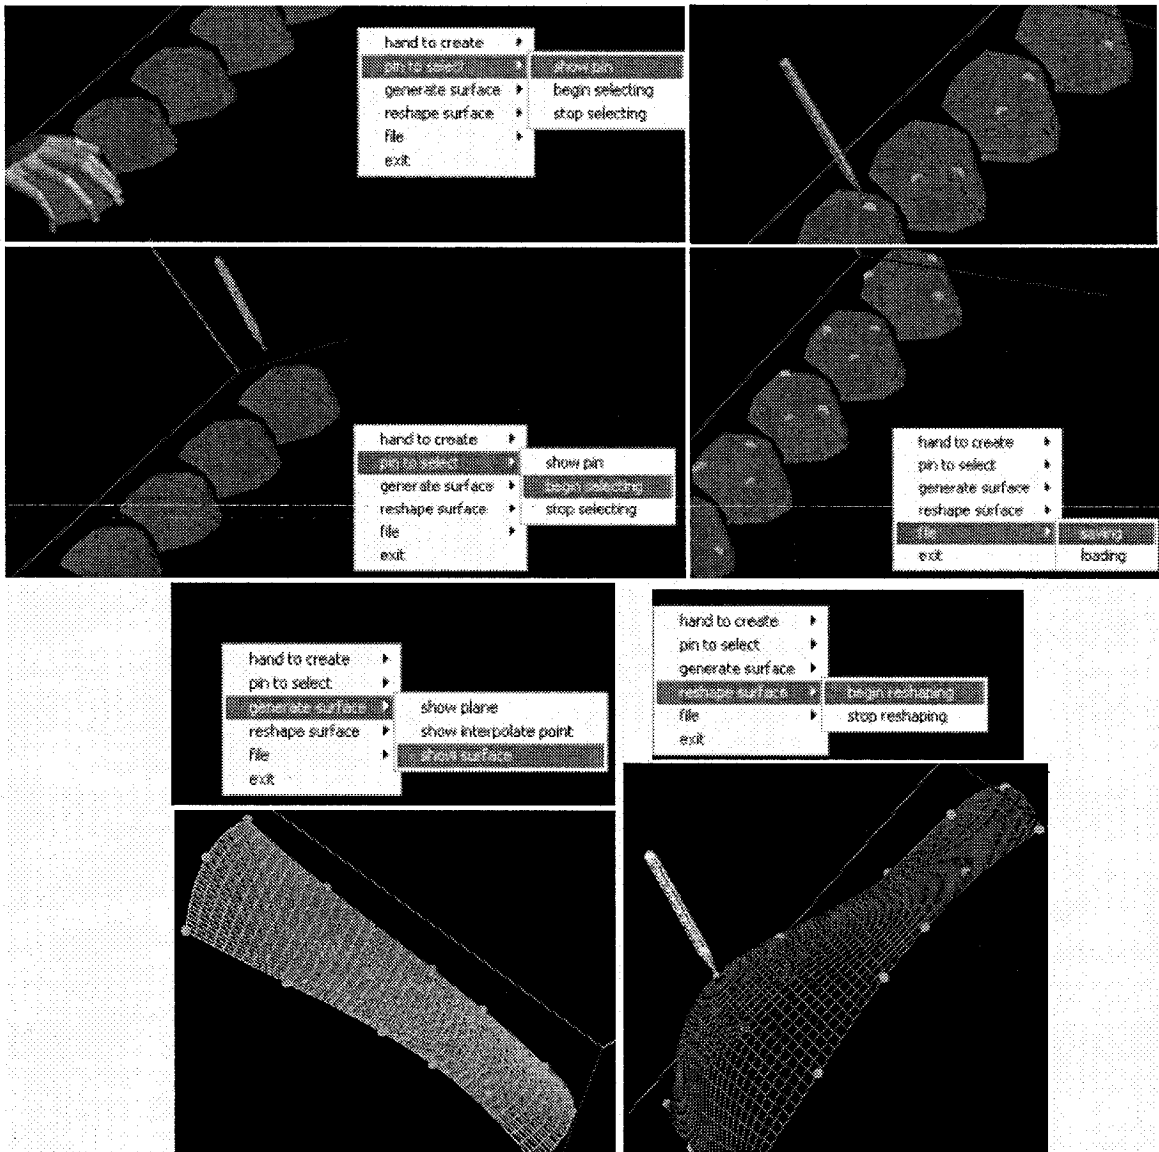 hand to create
pin to select
show pin
generate surface
begin selecting
reshape surface
stop selecting
file
exit
hand to create
pin to select
show pin
generate surface
begin selecting
reshape surface
stop selecting
file
exit
hand to create
pin to select
generate surface
reshape surface
file
saving
exit
loading
hand to create
pin to select
generate surface
show plane
reshape surface
show interpolate point
file
show surface
exit
hand to create
pin to select
generate surface
reshape surface
begin reshaping
file
stop reshaping
exit